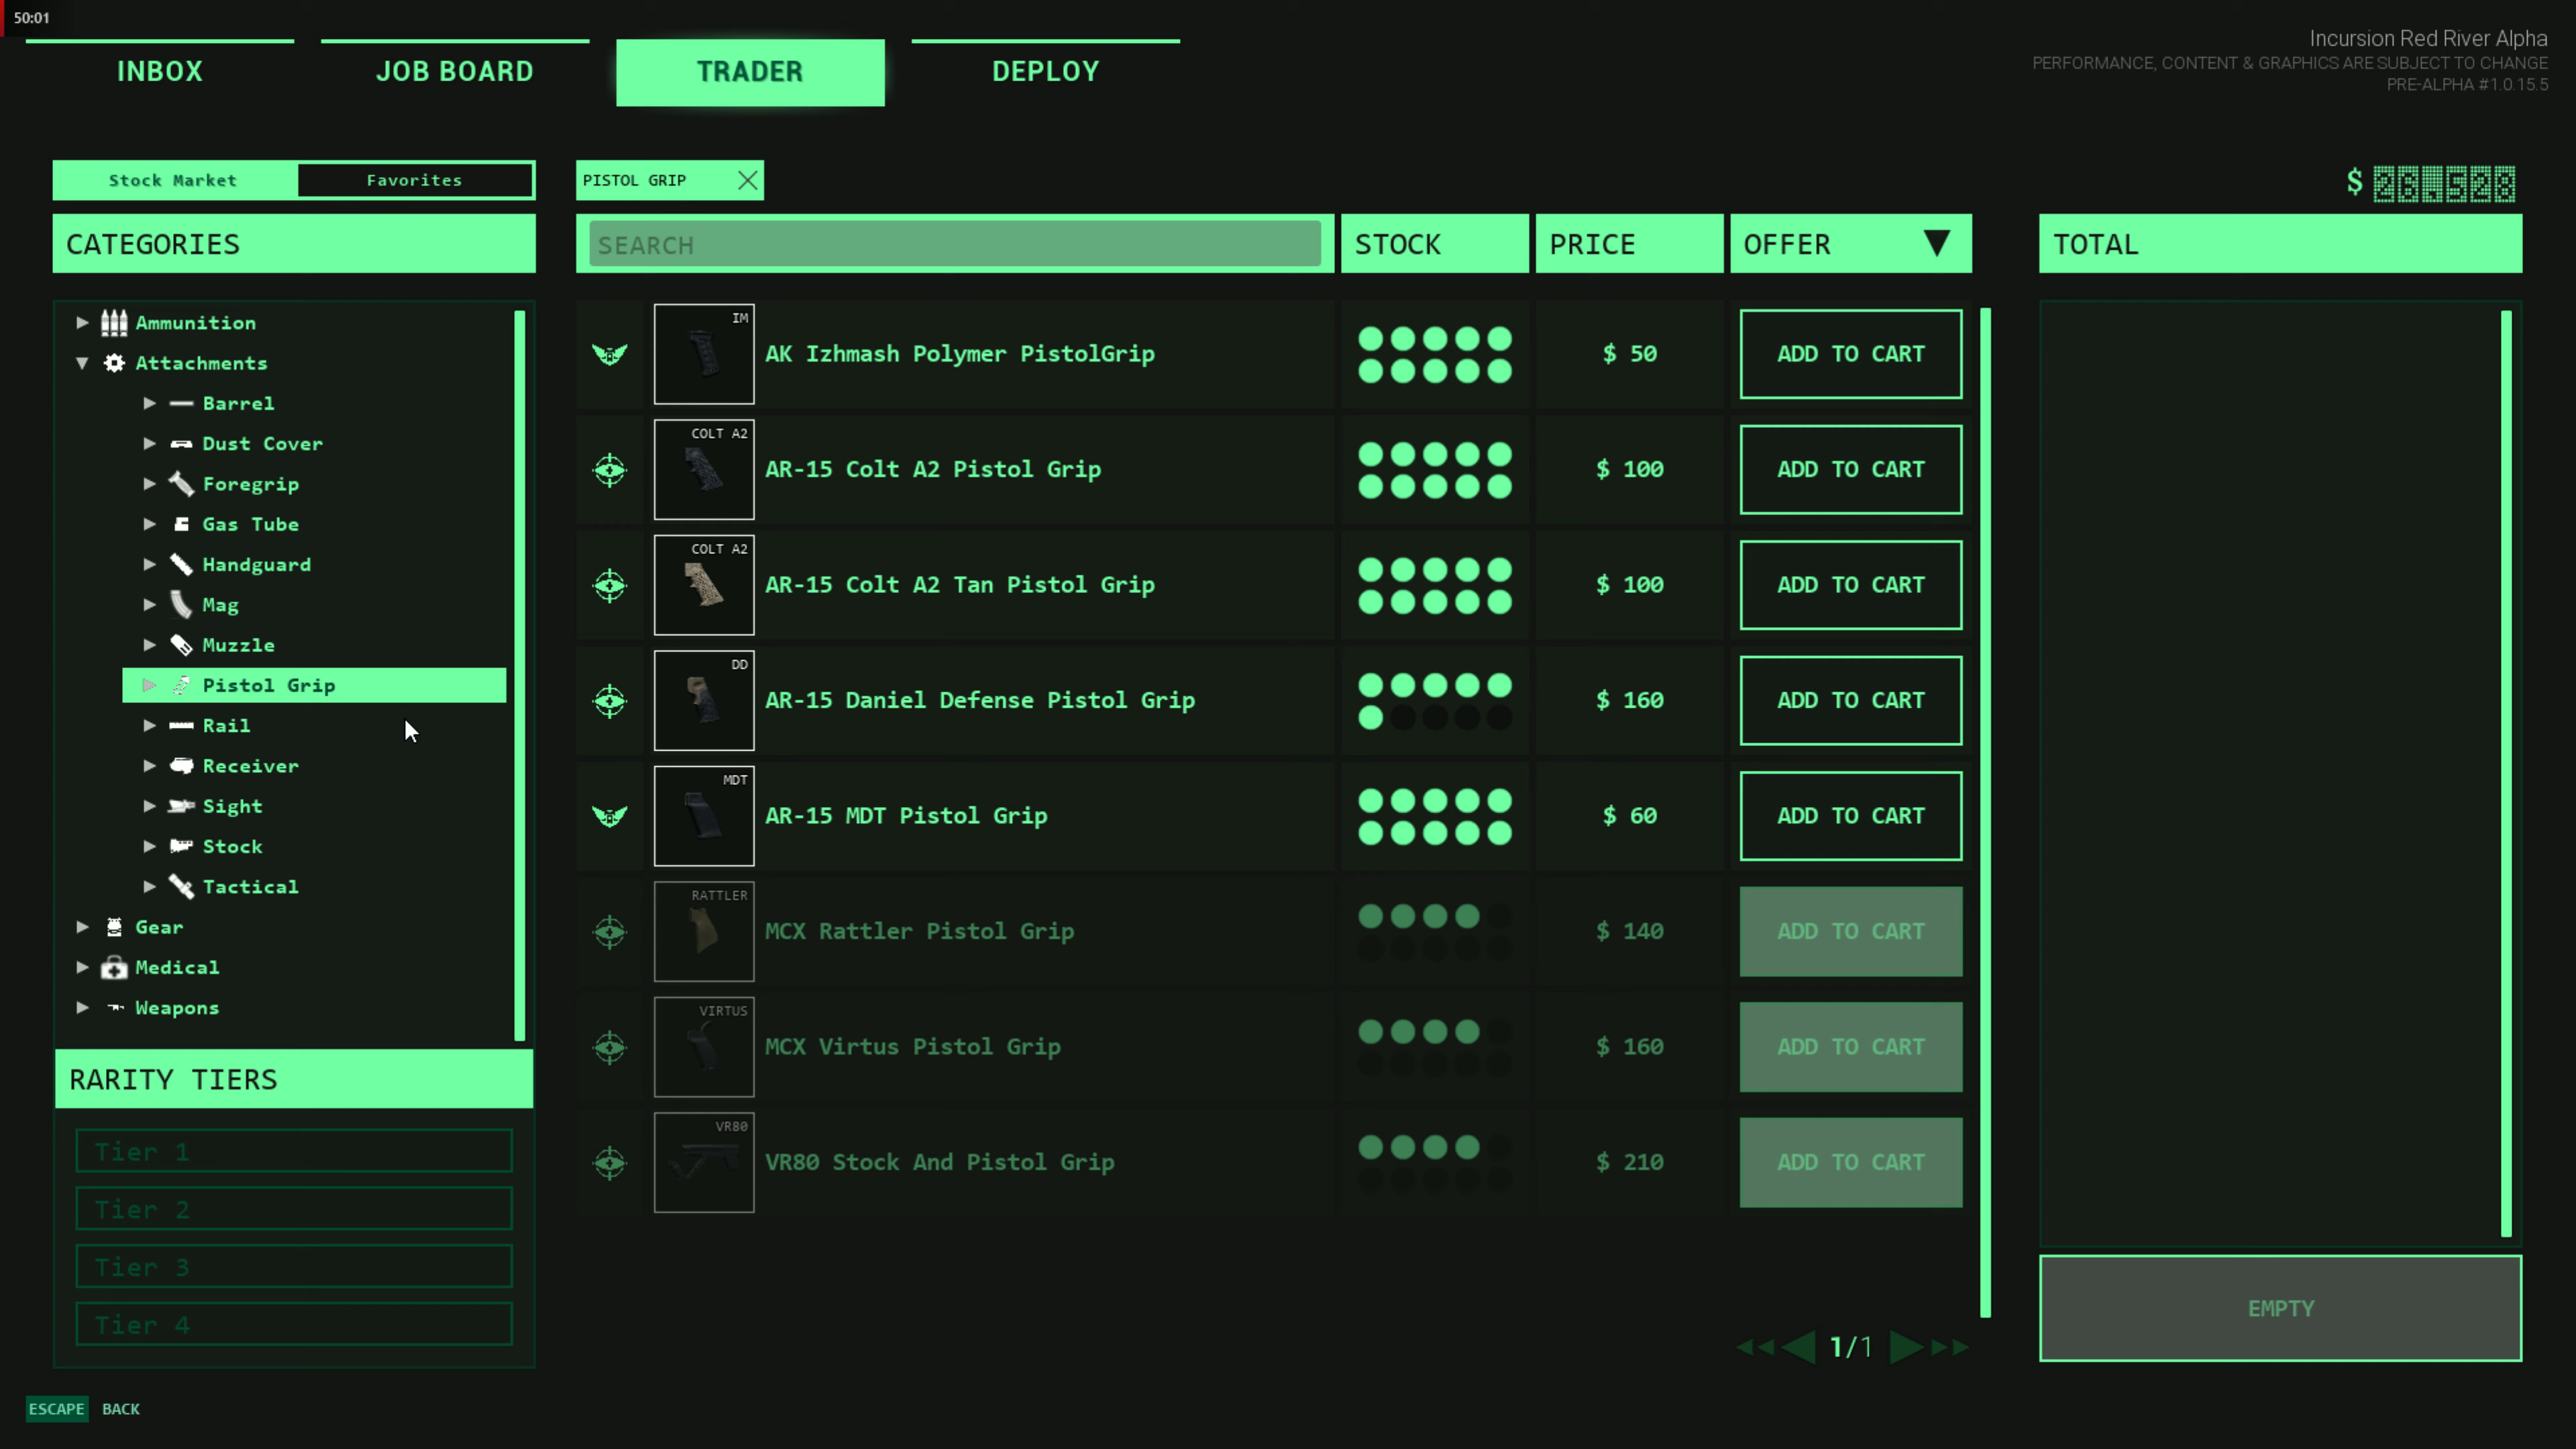 50:01
INBOX
JOB BOARD
TRADER
DEPLOY
Incursion Red River Alpha
PERFORMANCE, CONTENT & GRAPHICS ARE SUBJECT TO CHANGE
PRE-ALPHA #1.0.15.5
Stock Market
Favorites
PISTOL GRIP
$ 26.528
CATEGORIES
SEARCH
STOCK
PRICE
OFFER
TOTAL
Ammunition
Attachments
Barrel
Dust Cover
Foregrip
Gas Tube
Handguard
Mag
Muzzle
Pistol Grip
Rail
Receiver
Sight
Stock
Tactical
Gear
Medical
Weapons
RARITY TIERS
Tier 1
Tier 2
Tier 3
Tier 4
IM
AK Izhmash Polymer PistolGrip
$ 50
ADD TO CART
COLT A2
AR-15 Colt A2 Pistol Grip
$ 100
ADD TO CART
COLT A2
AR-15 Colt A2 Tan Pistol Grip
$ 100
ADD TO CART
DD
AR-15 Daniel Defense Pistol Grip
$ 160
ADD TO CART
MDT
AR-15 MDT Pistol Grip
$ 60
ADD TO CART
RATTLER
MCX Rattler Pistol Grip
$ 140
ADD TO CART
VIRTUS
MCX Virtus Pistol Grip
$ 160
ADD TO CART
VR80
VR80 Stock And Pistol Grip
$ 210
ADD TO CART
1/1
EMPTY
ESCAPE BACK